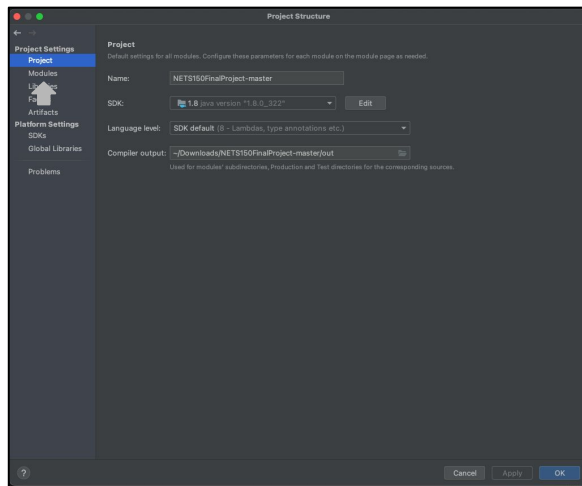 Project Structure
Project Settings
Project
Modules
Artifacts
Platform Settings
SDKs
Global Libraries
Problems
Project
Default settings for all modules. Configure these parameters for each module on the module page as needed.
Name: NETS150FinalProject-master
SDK: 1.8 java version "1.8.0_322" Edit
Language level: SDK default (8 - Lambdas, type annotations etc.)
Compiler output: ~/Downloads/NETS150FinalProject-master/out
Used for modules' subdirectories, Production and Test directories for the corresponding sources.
? Cancel Apply OK